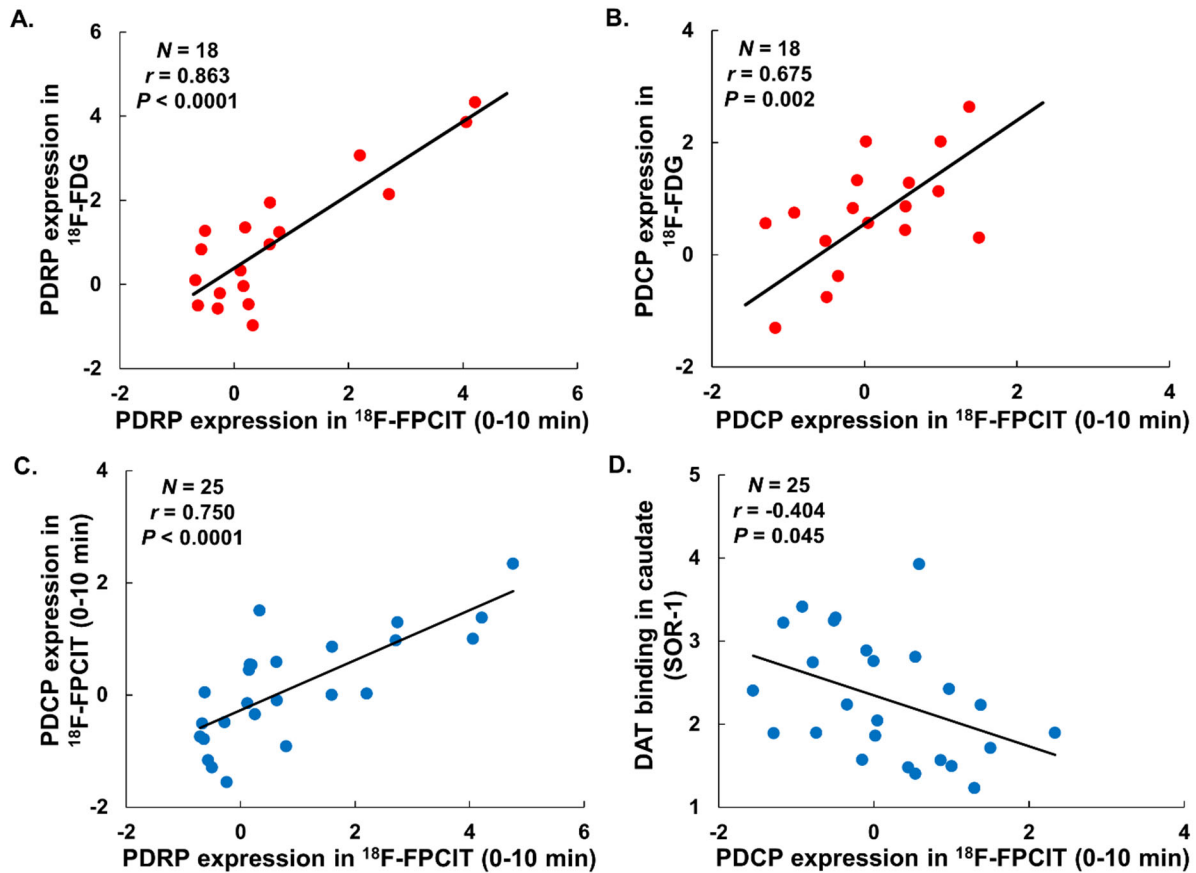 A.
N = 18
r = 0.863
P < 0.0001
PDRP expression in
18F-FDG
6
4
2
0
-2
-2 0 2 4 6
PDRP expression in 18F-FPCIT (0-10 min)
B.
N = 18
r = 0.675
P = 0.002
PDCP expression in
18F-FDG
4
2
0
-2
-2 0 2 4
PDCP expression in 18F-FPCIT (0-10 min)
C.
N = 25
r = 0.750
P < 0.0001
PDCP expression in
18F-FPCIT (0-10 min)
4
2
0
-2
-2 0 2 4 6
PDRP expression in 18F-FPCIT (0-10 min)
D.
N = 25
r = -0.404
P = 0.045
DAT binding in caudate
(SOR-1)
5
4
3
2
1
-2 0 2 4
PDCP expression in 18F-FPCIT (0-10 min)